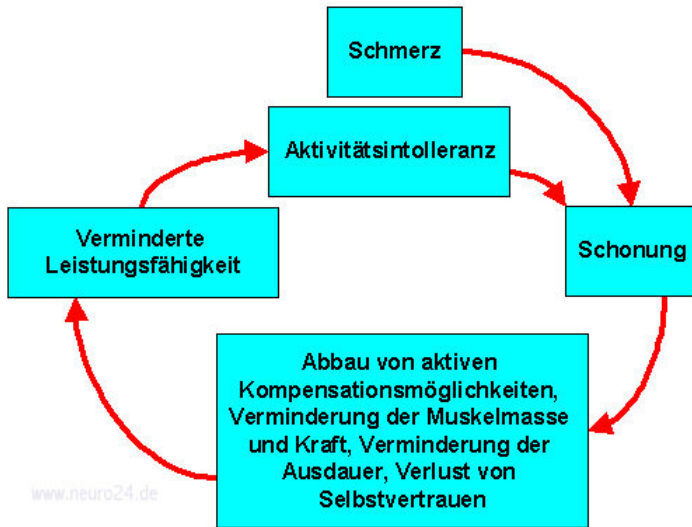 Schmerz
Aktivitätsintolleranz
Schonung
Verminderte
Leistungsfähigkeit
Abbau von aktiven
Kompensationsmöglichkeiten,
Verminderung der Muskelmasse
und Kraft, Verminderung der
Ausdauer, Verlust von
Selbstvertrauen
www.neuro24.de